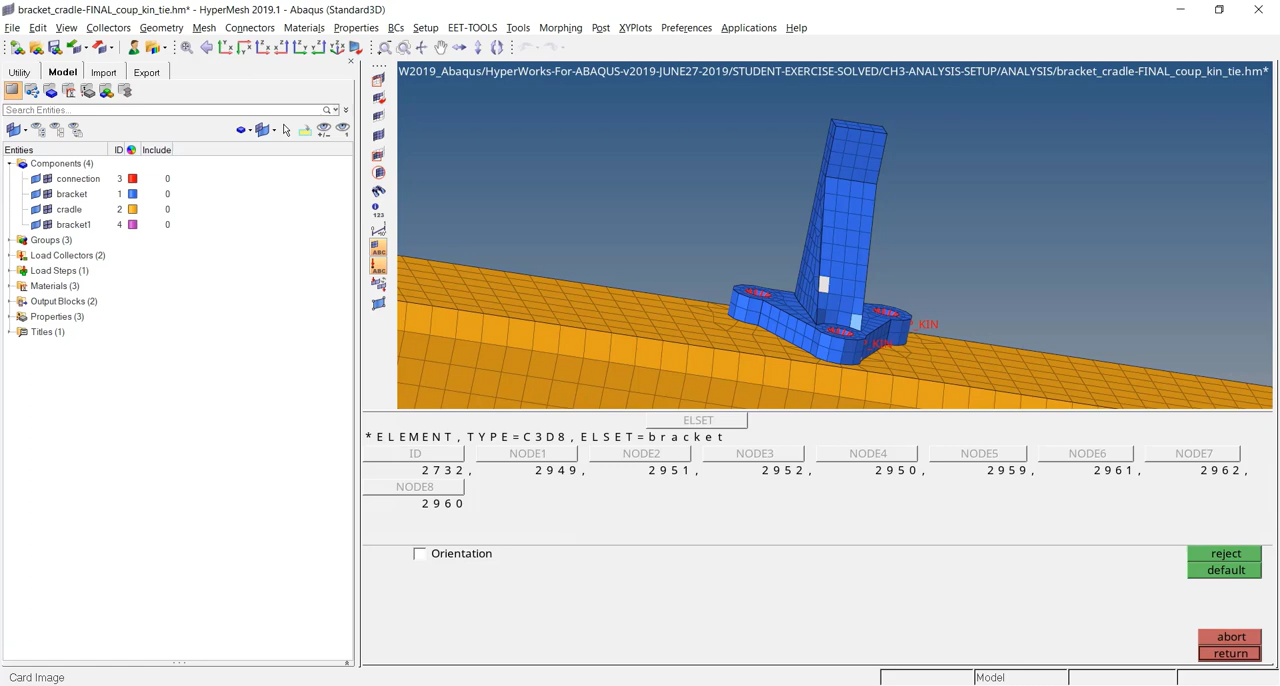 bracket_cradle-FINAL_coup_kin_tie.hm* - HyperMesh 2019.1 - Abaqus (Standard3D)
File Edit View Collectors Geometry Mesh Connectors Materials Properties BCs Setup EET-TOOLS Tools Morphing Post XYPlots Preferences Applications Help
Utility Model Import Export
W2019_Abaqus/HyperWorks-For-ABAQUS-v2019-JUNE27-2019/STUDENT-EXERCISE-SOLVED/CH3-ANALYSIS-SETUP/ANALYSIS/bracket_cradle-FINAL_coup_kin_tie.hm*
Search Entities...
Entities ID Include
Components (4)
connection 3 0
bracket 1 0
cradle 2 0
bracket1 4 0
Groups (3)
Load Collectors (2)
Load Steps (1)
Materials (3)
Output Blocks (2)
Properties (3)
Titles (1)
123
ABC
ABC
KIN
KIN
ELSET
*ELEMENT,TYPE=C3D8,ELSET=bracket
ID NODE1 NODE2 NODE3 NODE4 NODE5 NODE6 NODE7
2732, 2949, 2951, 2952, 2950, 2959, 2961, 2962,
NODE8
2960
Orientation
reject
default
abort
return
Card Image Model